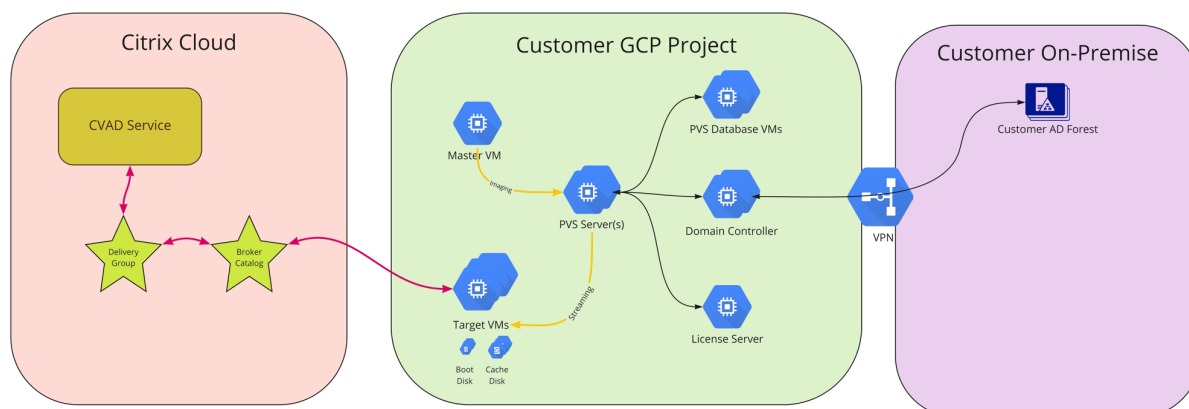 Citrix Cloud
CVAD Service
Delivery
Group
Broker
Catalog
Customer GCP Project
Master VM
Imaging
PVS Server(s)
PVS Database VMs
Domain Controller
License Server
Streaming
Target VMs
Boot
Disk
Cache
Disk
VPN
Customer On-Premise
Customer AD Forest